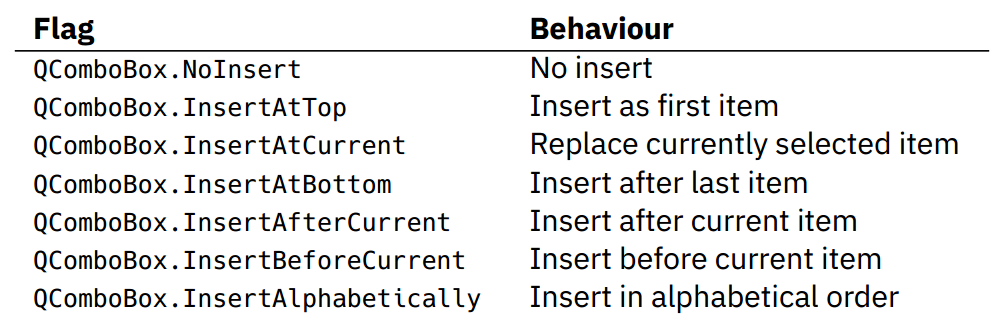 Flag Behaviour
QComboBox.NoInsert No insert
QComboBox.InsertAtTop Insert as first item
QComboBox.InsertAtCurrent Replace currently selected item
QComboBox.InsertAtBottom Insert after last item
QComboBox.InsertAfterCurrent Insert after current item
QComboBox.InsertBeforeCurrent Insert before current item
QComboBox.InsertAlphabetically Insert in alphabetical order